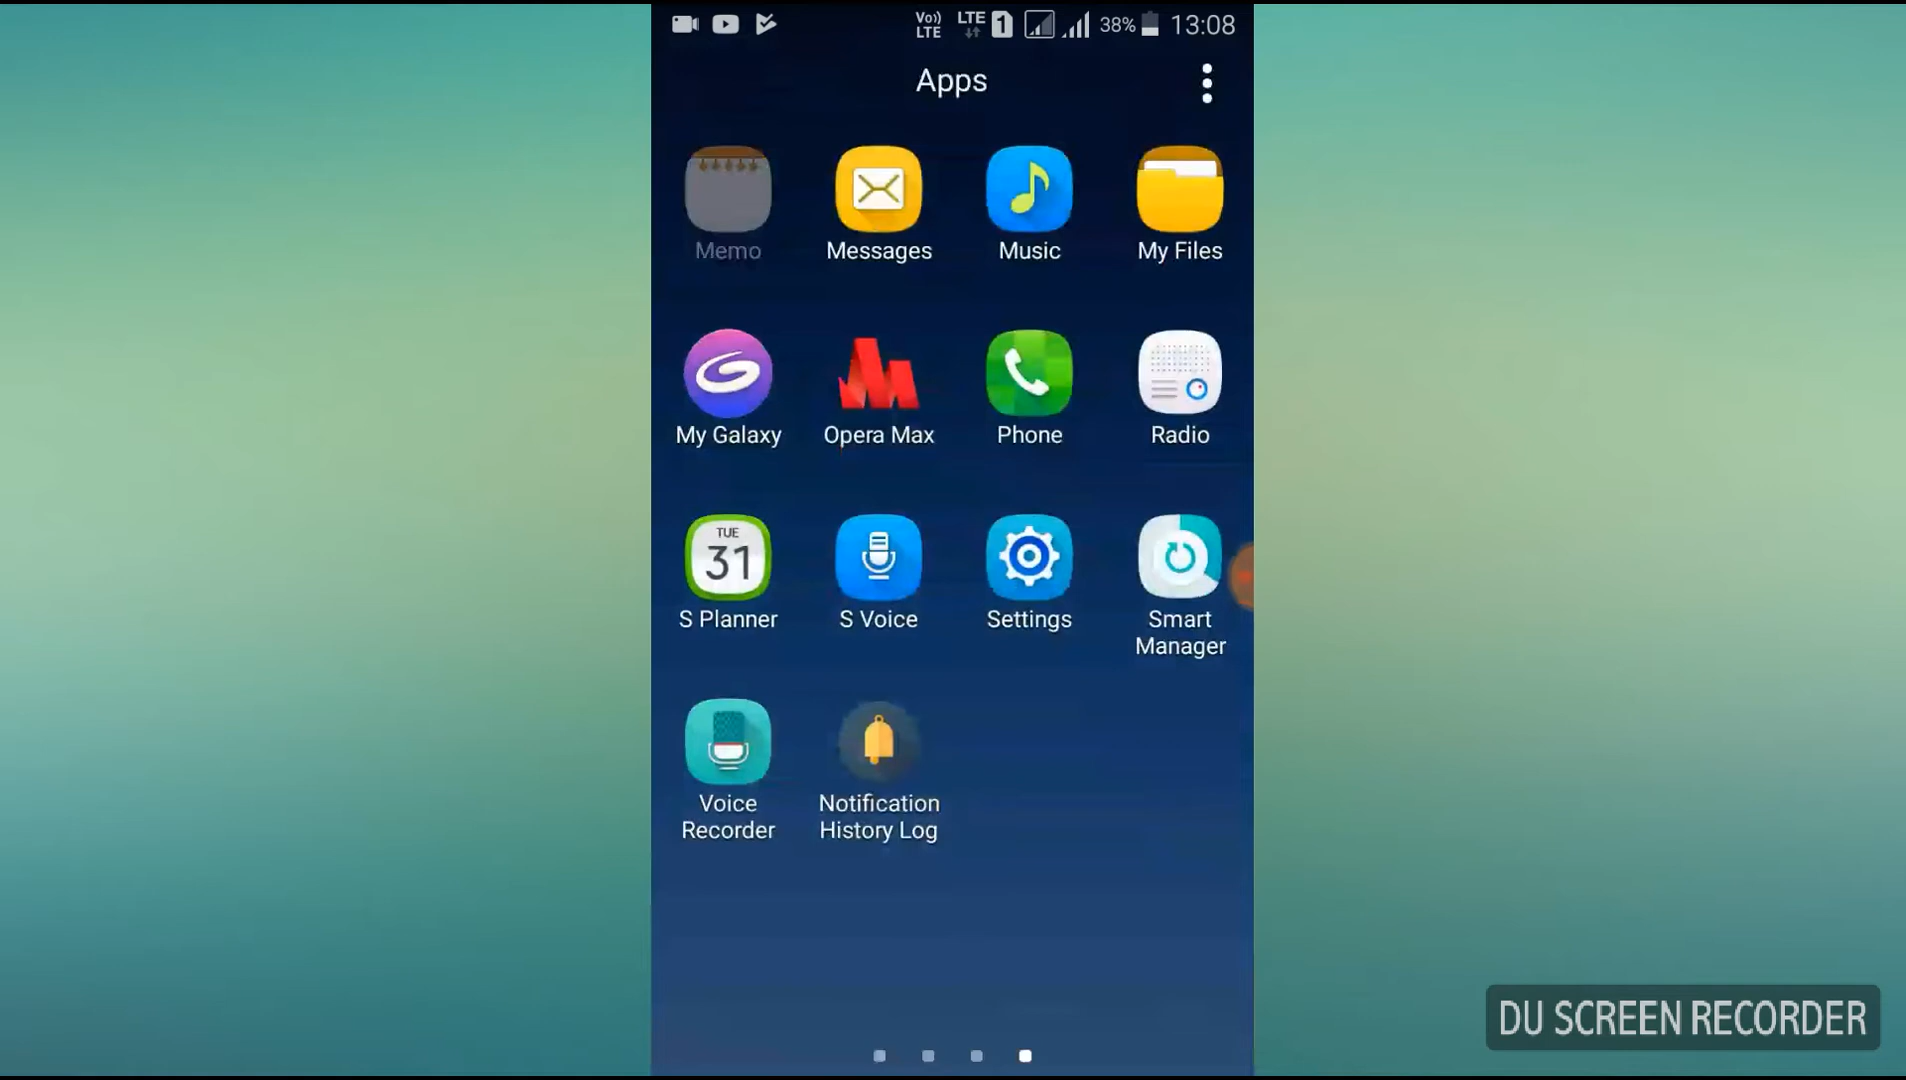 Vo)) LTE LTE 1 38% 13:08
Apps
Memo Messages Music My Files
My Galaxy Opera Max Phone Radio
TUE
31
S Planner S Voice Settings Smart Manager
Voice Recorder Notification History Log
DU SCREEN RECORDER